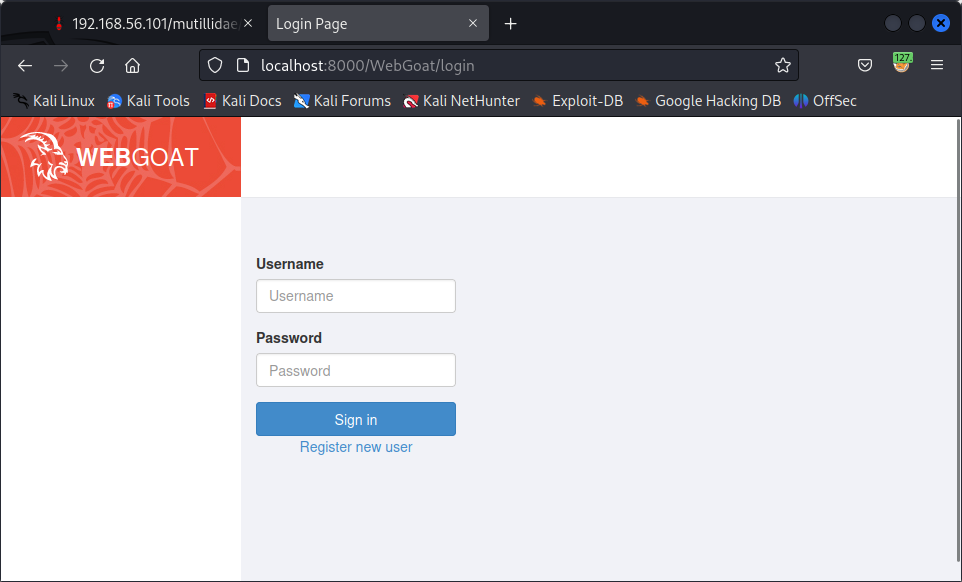 192.168.56.101/mutillidae
Login Page
localhost:8000/WebGoat/login
127.
Kali Linux Kali Tools Kali Docs Kali Forums Kali NetHunter Exploit-DB Google Hacking DB OffSec
WEBGOAT
Username
Username
Password
Password
Sign in
Register new user